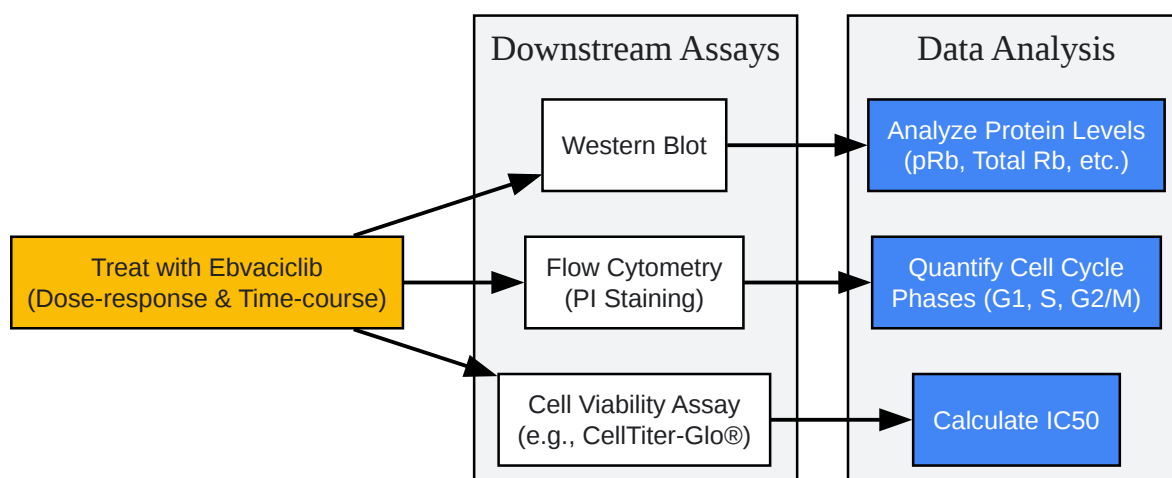 Downstream Assays
Data Analysis
Western Blot
Analyze Protein Levels
(pRb, Total Rb, etc.)
Treat with Ebvaciclib
(Dose-response & Time-course)
Flow Cytometry
(PI Staining)
Quantify Cell Cycle
Phases (G1, S, G2/M)
Cell Viability Assay
(e.g., CellTiter-Glo®)
Calculate IC50